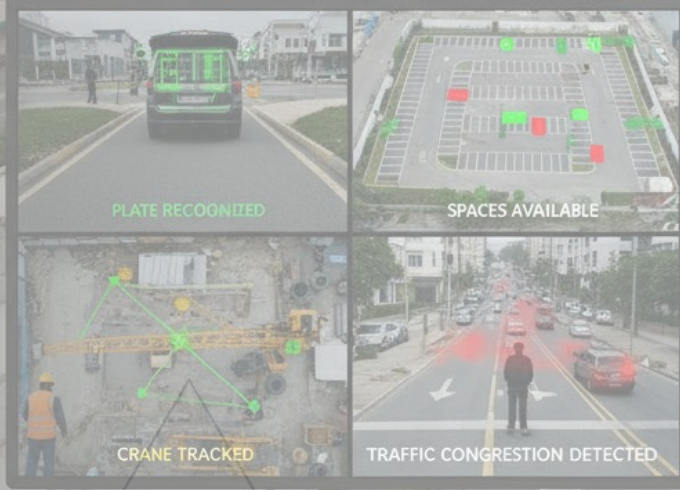 PLATE RECOGNIZED
SPACES AVAILABLE
CRANE TRACKED
TRAFFIC CONGRESTION DETECTED